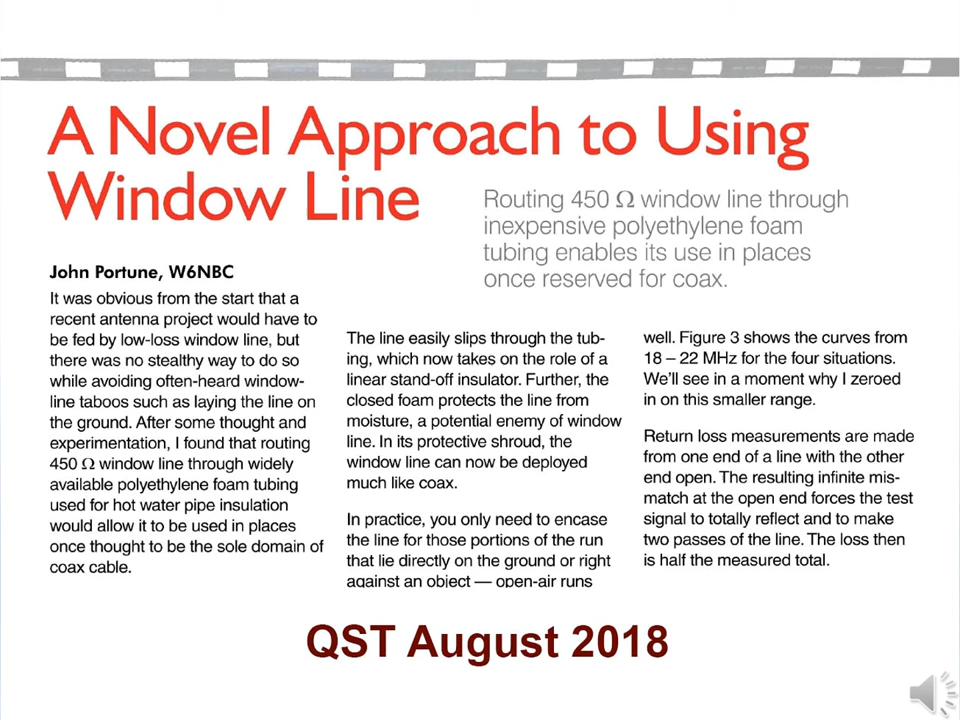 A Novel Approach to Using
Window Line
Routing 450 Ω window line through
inexpensive polyethylene foam
tubing enables its use in places
once reserved for coax.
John Portune, W6NBC
It was obvious from the start that a
recent antenna project would have to
be fed by low-loss window line, but
there was no stealthy way to do so
while avoiding often-heard window-
line taboos such as laying the line on
the ground. After some thought and
experimentation, I found that routing
450 Ω window line through widely
available polyethylene foam tubing
used for hot water pipe insulation
would allow it to be used in places
once thought to be the sole domain of
coax cable.
The line easily slips through the tub-
ing, which now takes on the role of a
linear stand-off insulator. Further, the
closed foam protects the line from
moisture, a potential enemy of window
line. In its protective shroud, the
window line can now be deployed
much like coax.
In practice, you only need to encase
the line for those portions of the run
that lie directly on the ground or right
against an object — open-air runs
well. Figure 3 shows the curves from
18 – 22 MHz for the four situations.
We'll see in a moment why I zeroed
in on this smaller range.
Return loss measurements are made
from one end of a line with the other
end open. The resulting infinite mis-
match at the open end forces the test
signal to totally reflect and to make
two passes of the line. The loss then
is half the measured total.
QST August 2018